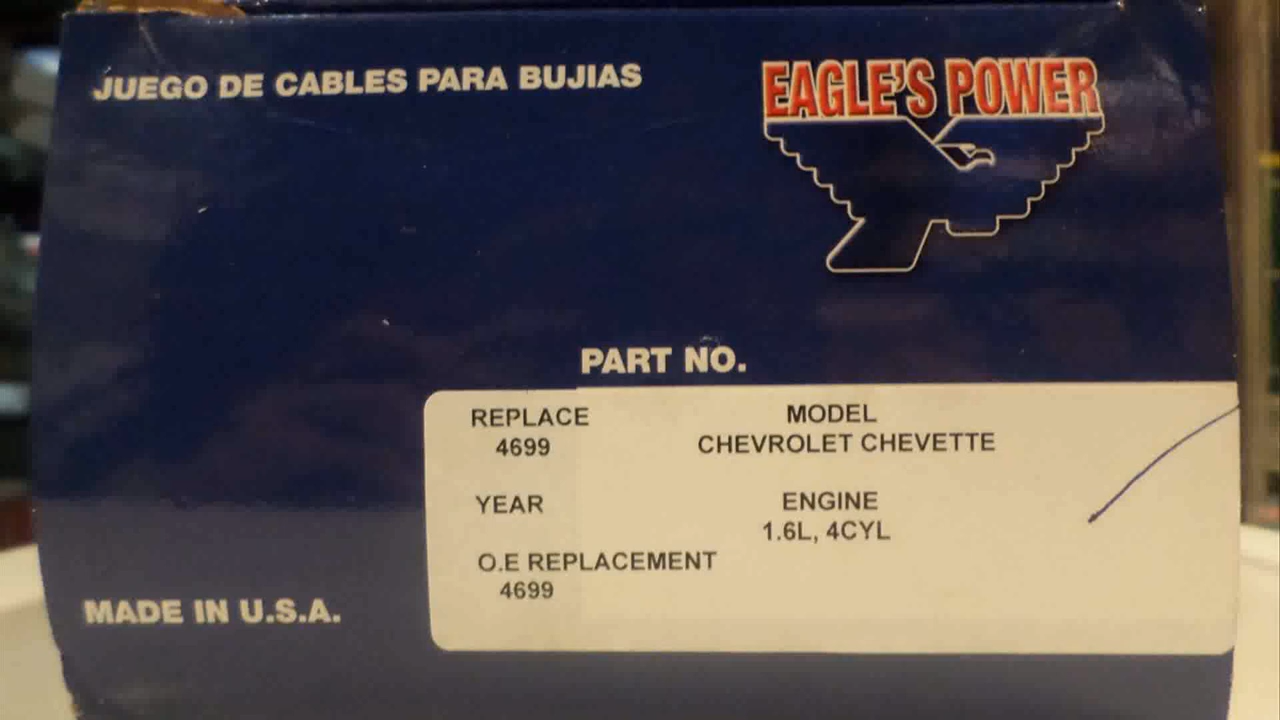 JUEGO DE CABLES PARA BUJIAS
EAGLE'S POWER
PART NO.
REPLACE
4699
MODEL
CHEVROLET CHEVETTE
YEAR
ENGINE
1.6L, 4CYL
O.E REPLACEMENT
4699
MADE IN U.S.A.